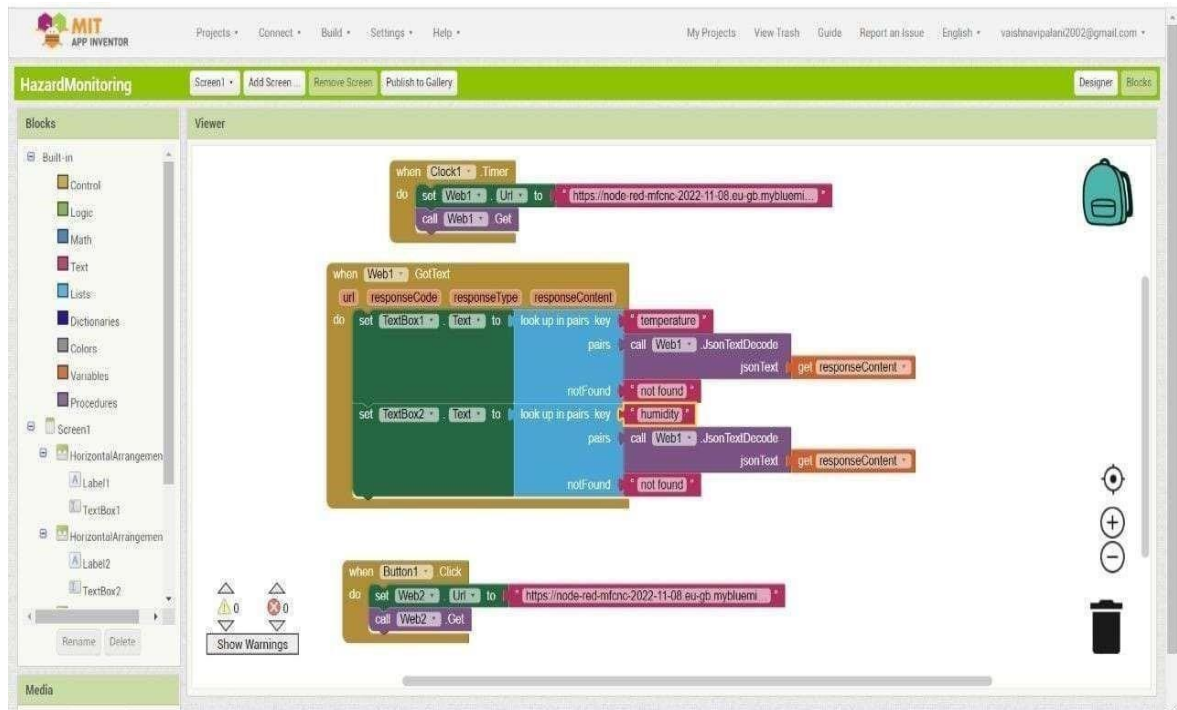 MIT
APP INVENTOR
Projects Connect Build Settings Help My Projects View Trash Guide Report an Issue English vaishnavipalani2002@gmail.com
HazardMonitoring Screen1 Add Screen ... Remove Screen Publish to Gallery Designer Blocks
Blocks
Viewer
Built-in
Control
Logic
Math
Text
Lists
Dictionaries
Colors
Variables
Procedures
Screen1
HorizontalArrangemen
Label1
TextBox1
HorizontalArrangemen
Label2
TextBox2
Rename Delete
Media
when Clock1 .Timer
do set Web1 . Url to " https://node-red-mfcnc-2022-11-08.eu-gb.mybluemi... "
call Web1 .Get
when Web1 .GotText
url responseCode responseType responseContent
do set TextBox1 . Text to look up in pairs key " temperature "
pairs call Web1 .JsonTextDecode
jsonText get responseContent
notFound " not found "
set TextBox2 . Text to look up in pairs key " humidity "
pairs call Web1 .JsonTextDecode
jsonText get responseContent
notFound " not found "
when Button1 .Click
do set Web2 . Url to " https://node-red-mfcnc-2022-11-08.eu-gb.mybluemi... "
call Web2 .Get
0 0
Show Warnings